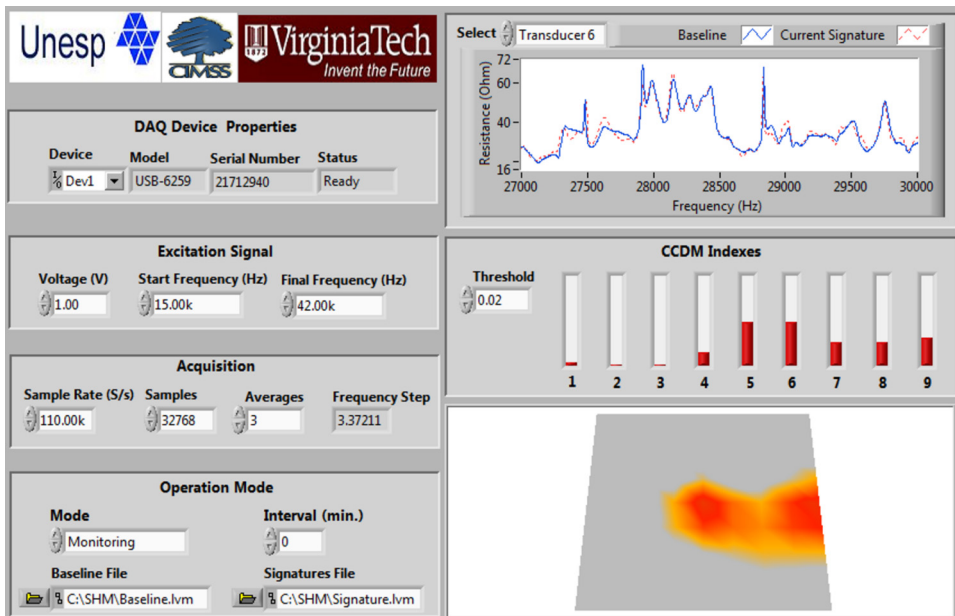 Unesp
CIMSS
1872
VirginiaTech
Invent the Future
DAQ Device Properties
Device Model Serial Number Status
Dev1 USB-6259 21712940 Ready
Excitation Signal
Voltage (V) Start Frequency (Hz) Final Frequency (Hz)
1.00 15.00k 42.00k
Acquisition
Sample Rate (S/s) Samples Averages Frequency Step
110.00k 32768 3 3.37211
Operation Mode
Mode Interval (min.)
Monitoring 0
Baseline File Signatures File
C:\SHM\Baseline.lvm C:\SHM\Signature.lvm
Select Transducer 6 Baseline Current Signature
Resistance (Ohm)
72
60
40
16
27000 27500 28000 28500 29000 29500 30000
Frequency (Hz)
CCDM Indexes
Threshold
0.02
1 2 3 4 5 6 7 8 9